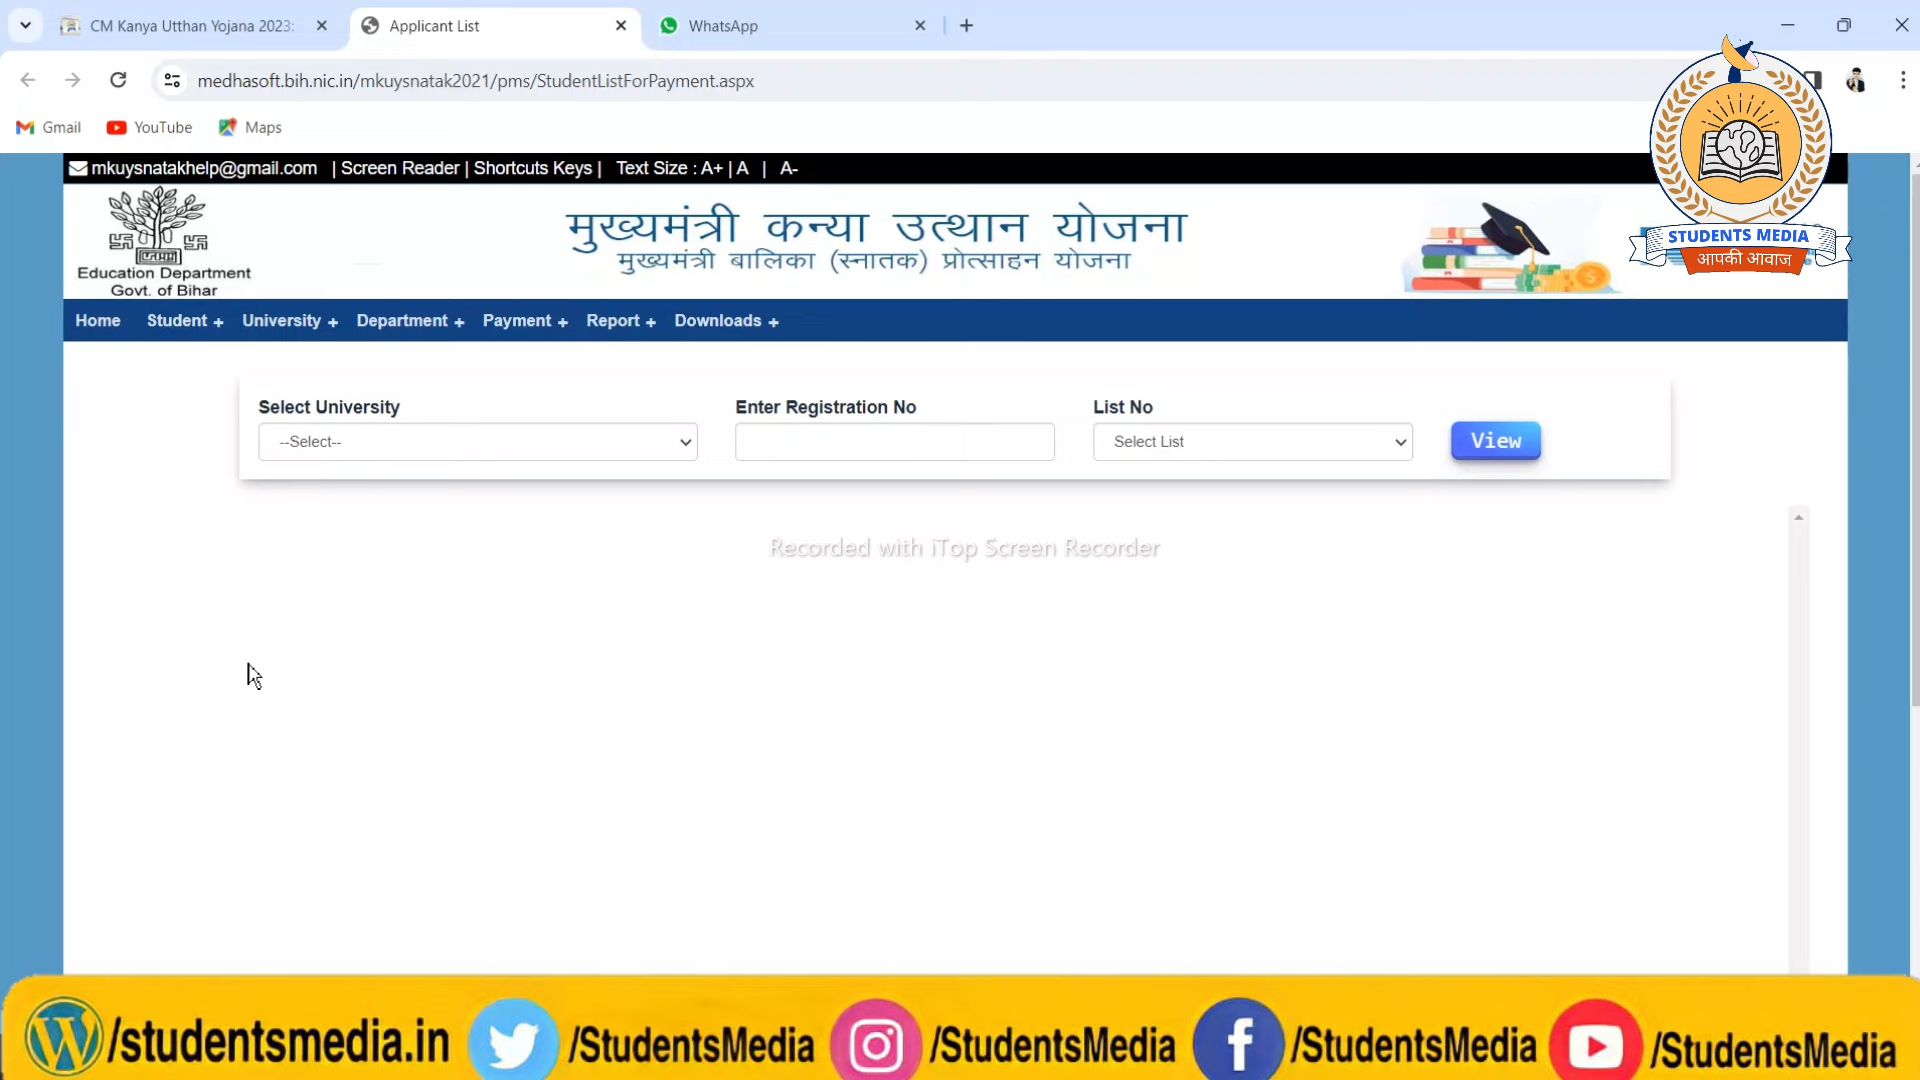 CM Kanya Utthan Yojana 2023:
Applicant List
WhatsApp
medhasoft.bih.nic.in/mkuysnatak2021/pms/StudentListForPayment.aspx
Gmail
YouTube
Maps
mkuysnatakhelp@gmail.com | Screen Reader | Shortcuts Keys | Text Size : A+ | A | A-
मुख्यमंत्री कन्या उत्थान योजना
मुख्यमंत्री बालिका (स्नातक) प्रोत्साहन योजना
Education Department
Govt. of Bihar
STUDENTS MEDIA
आपकी आवाज
Home Student + University + Department + Payment + Report + Downloads +
Select University
Enter Registration No
List No
--Select--
Select List
View
Recorded with iTop Screen Recorder
/studentsmedia.in
/StudentsMedia
/StudentsMedia
/StudentsMedia
/StudentsMedia